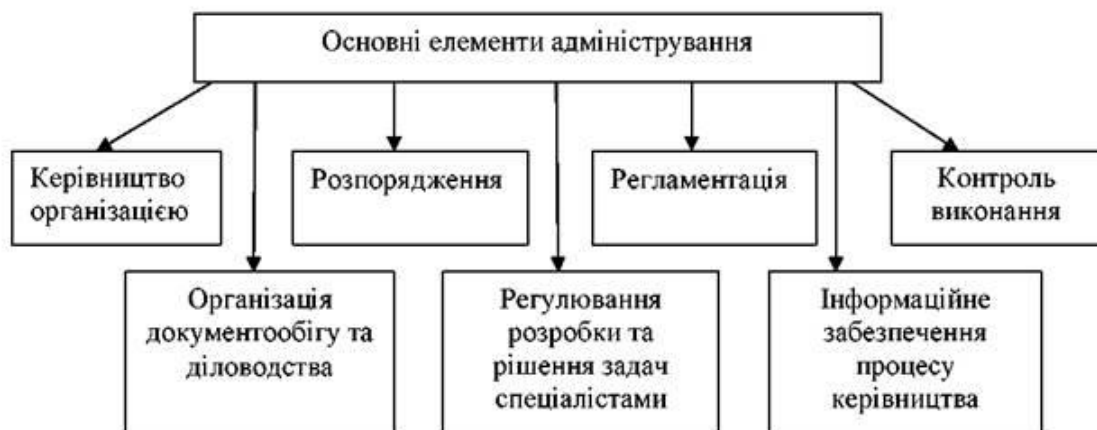 Основні елементи адміністрування
Керівництво
організацією
Розпорядження
Регламентація
Контроль
виконання
Організація
документообігу та
діловодства
Регулювання
розробки та
рішення задач
спеціалістами
Інформаційне
забезпечення
процесу
керівництва